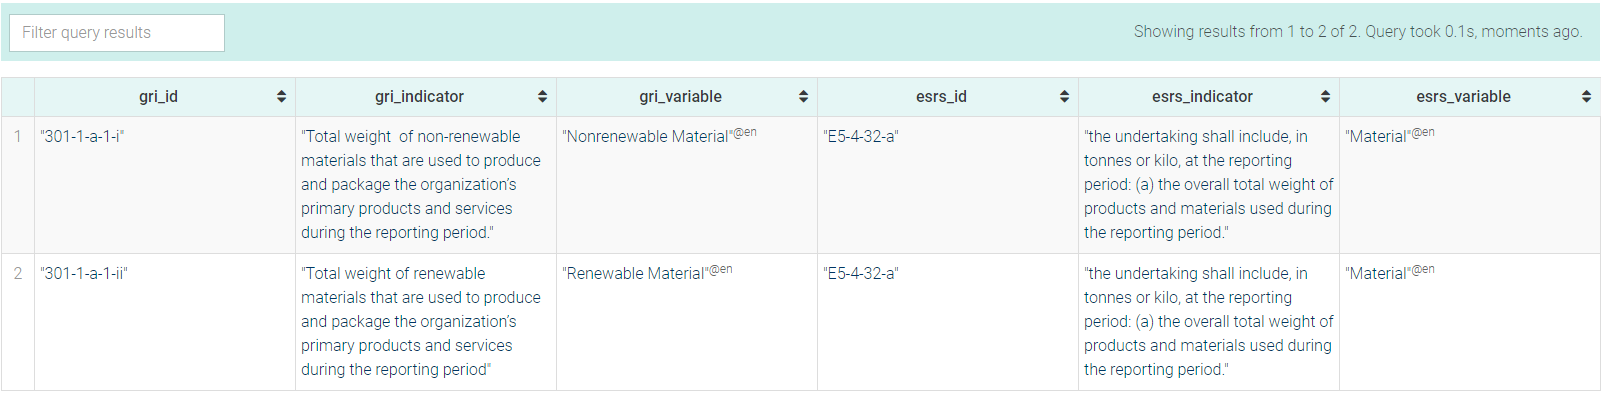 Filter query results
Showing results from 1 to 2 of 2. Query took 0.1s, moments ago.
gri_id gri_indicator gri_variable esrs_id esrs_indicator esrs_variable
1 "301-1-a-1-i" "Total weight  of non-renewable "Nonrenewable Material"@en "E5-4-32-a" "the undertaking shall include, in "Material"@en
materials that are used to produce tonnes or kilo, at the reporting
and package the organization's period: (a) the overall total weight of
primary products and services products and materials used during
during the reporting period." the reporting period."
2 "301-1-a-1-ii" "Total weight of renewable "Renewable Material"@en "E5-4-32-a" "the undertaking shall include, in "Material"@en
materials that are used to produce tonnes or kilo, at the reporting
and package the organization's period: (a) the overall total weight of
primary products and services products and materials used during
during the reporting period" the reporting period."